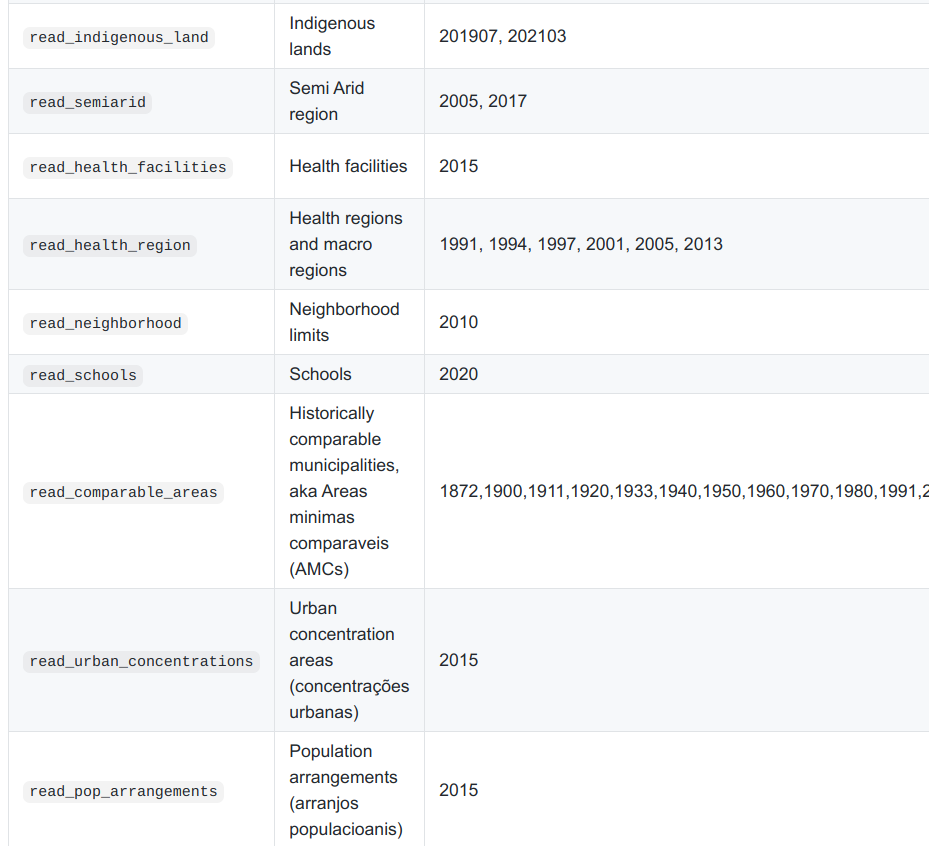 read_indigenous_land
Indigenous
lands
201907, 202103
read_semiarid
Semi Arid
region
2005, 2017
read_health_facilities
Health facilities
2015
read_health_region
Health regions
and macro
regions
1991, 1994, 1997, 2001, 2005, 2013
read_neighborhood
Neighborhood
limits
2010
read_schools
Schools
2020
read_comparable_areas
Historically
comparable
municipalities,
aka Areas
minimas
comparaveis
(AMCs)
1872,1900,1911,1920,1933,1940,1950,1960,1970,1980,1991,2
read_urban_concentrations
Urban
concentration
areas
(concentrações
urbanas)
2015
read_pop_arrangements
Population
arrangements
(arranjos
populacioanis)
2015